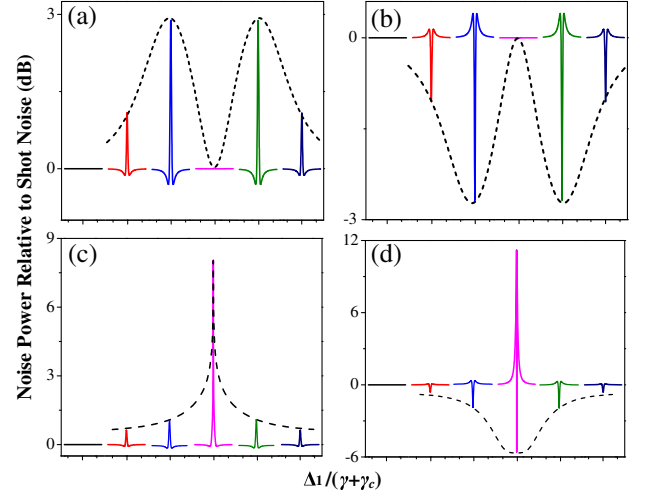 (a)
3
0
(b)
0
-3
(c)
9
6
3
0
(d)
12
6
0
-6
Noise Power Relative to Shot Noise (dB)
Δ1/(γ+γc)